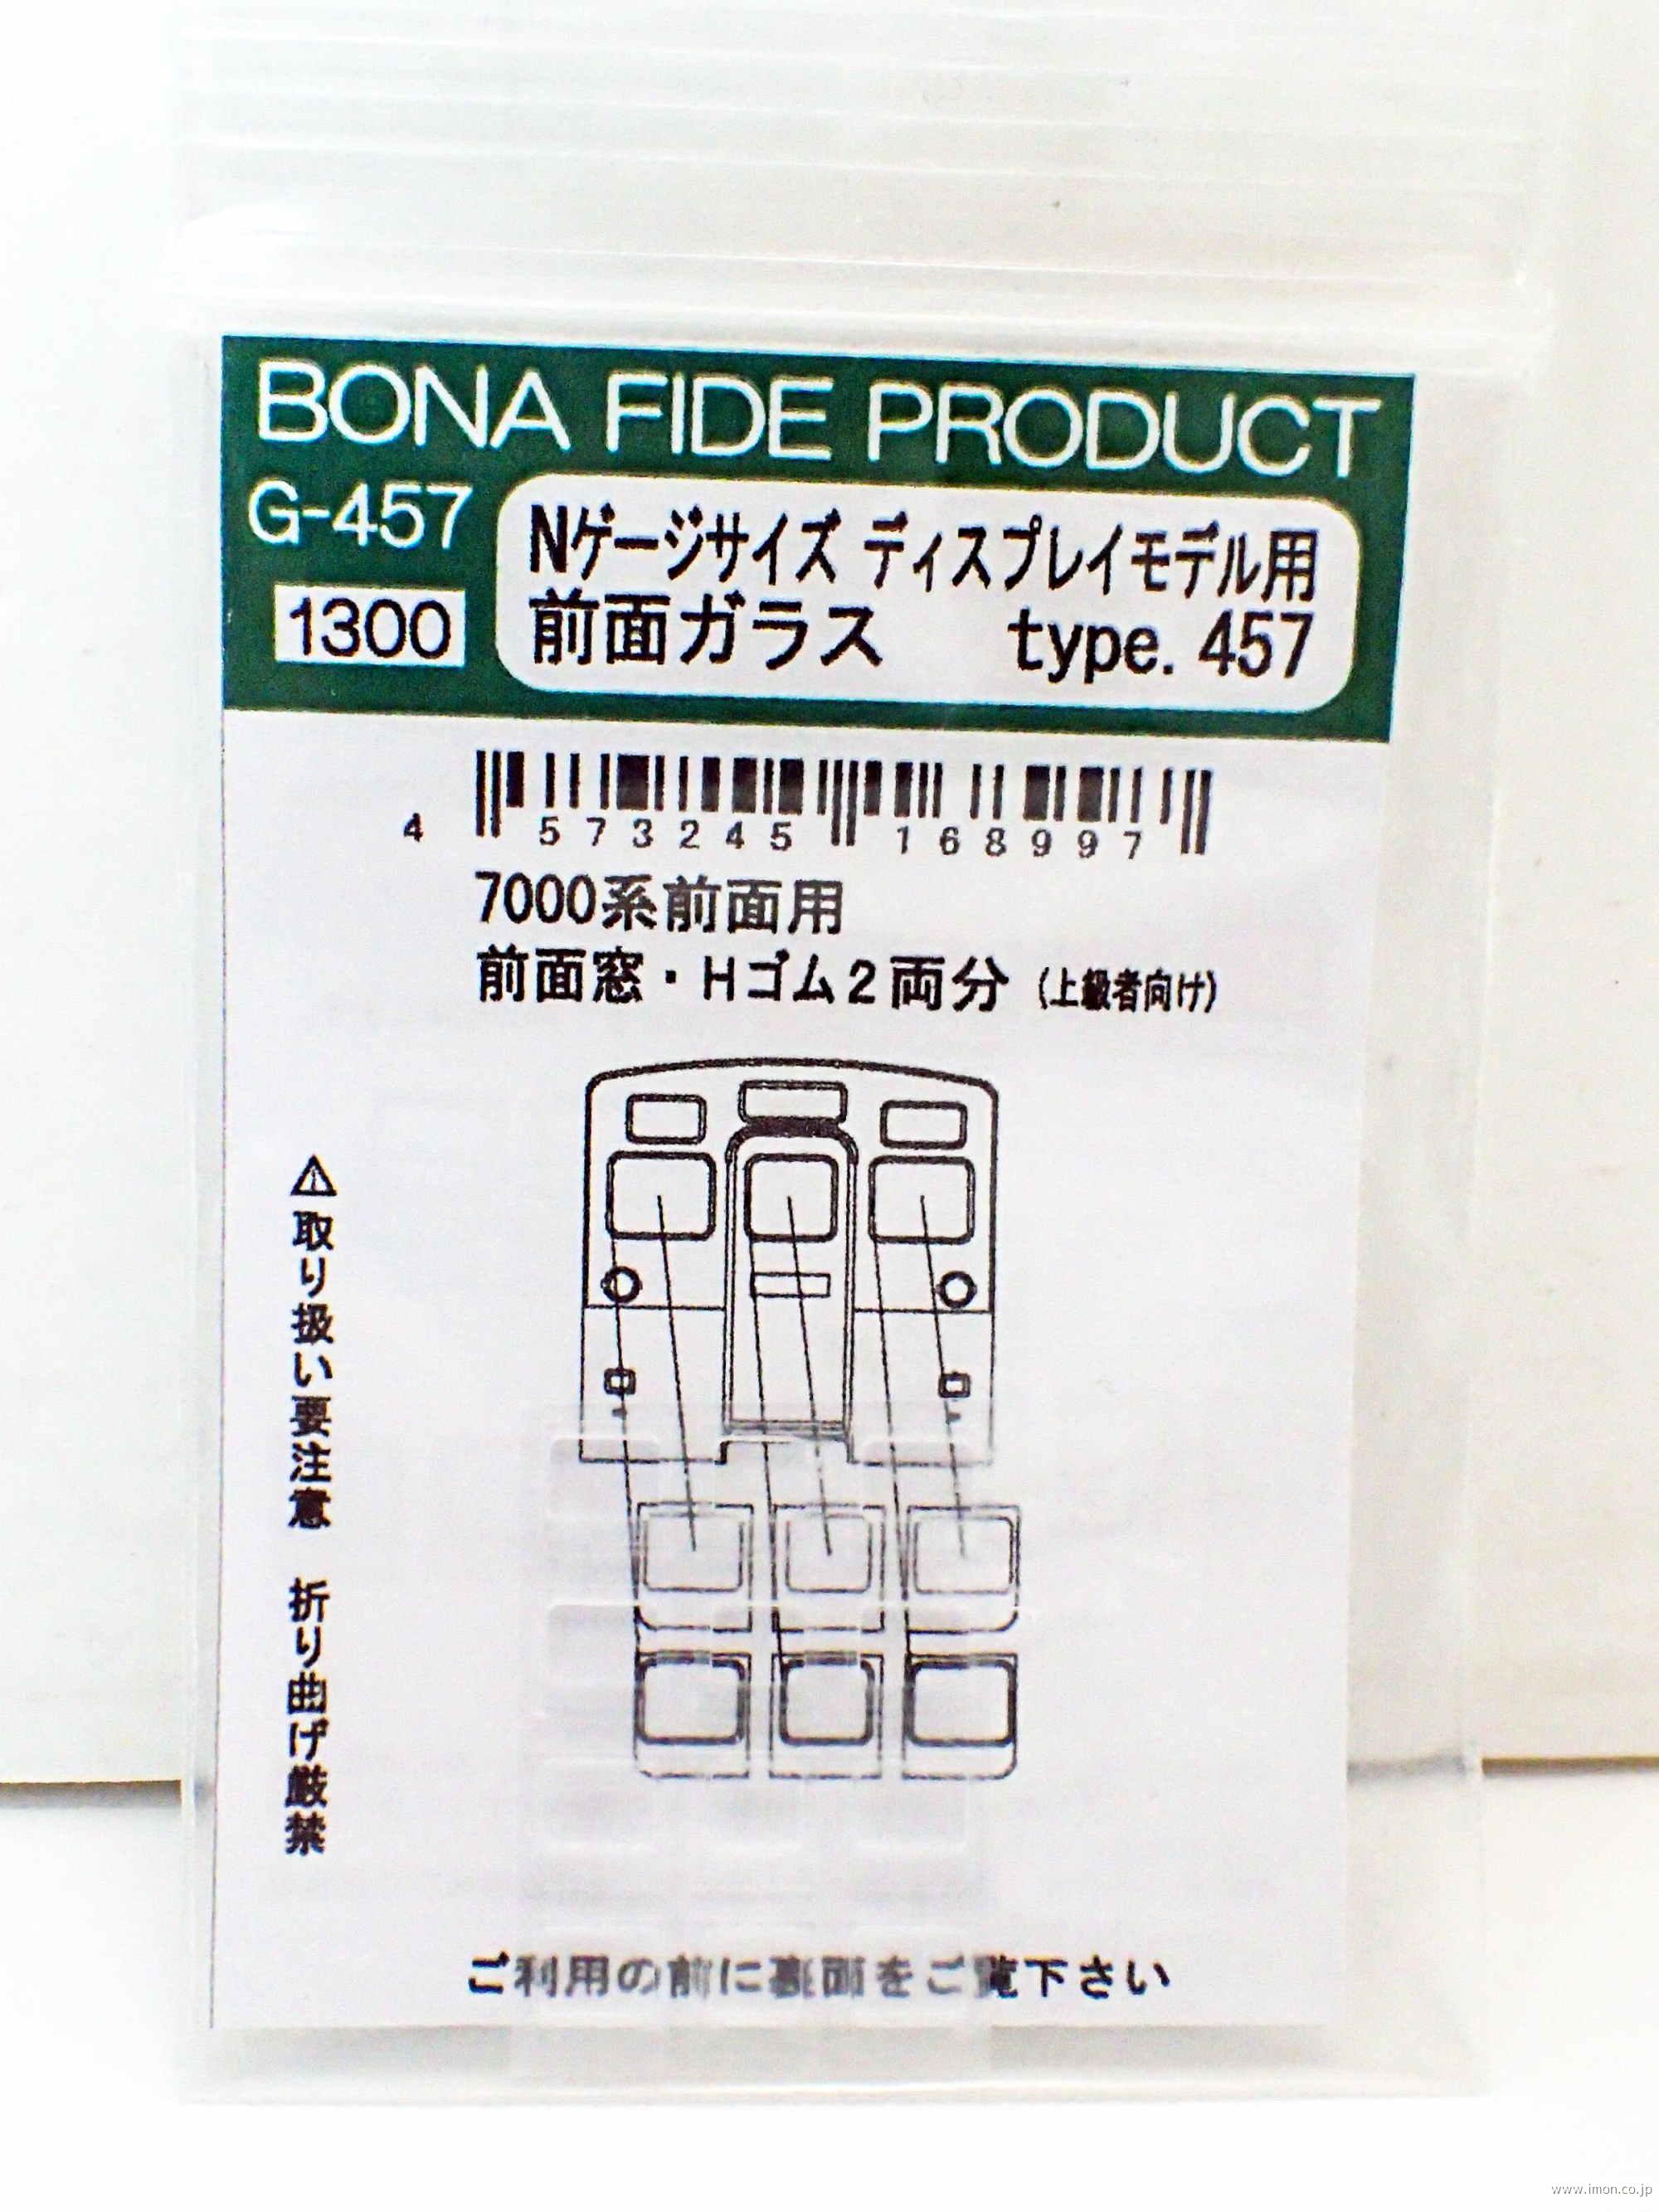 BONA FIDE PRODUCT
G-457
1300
Nゲージサイズ ディスプレイモデル用
前面ガラス type. 457
4 573245 168997
7000系前面用
前面窓・Hゴム2両分 (上級者向け)
⚠取り扱い要注意 折り曲げ厳禁
ご利用の前に裏面をご覧下さい
www.imon.co.jp